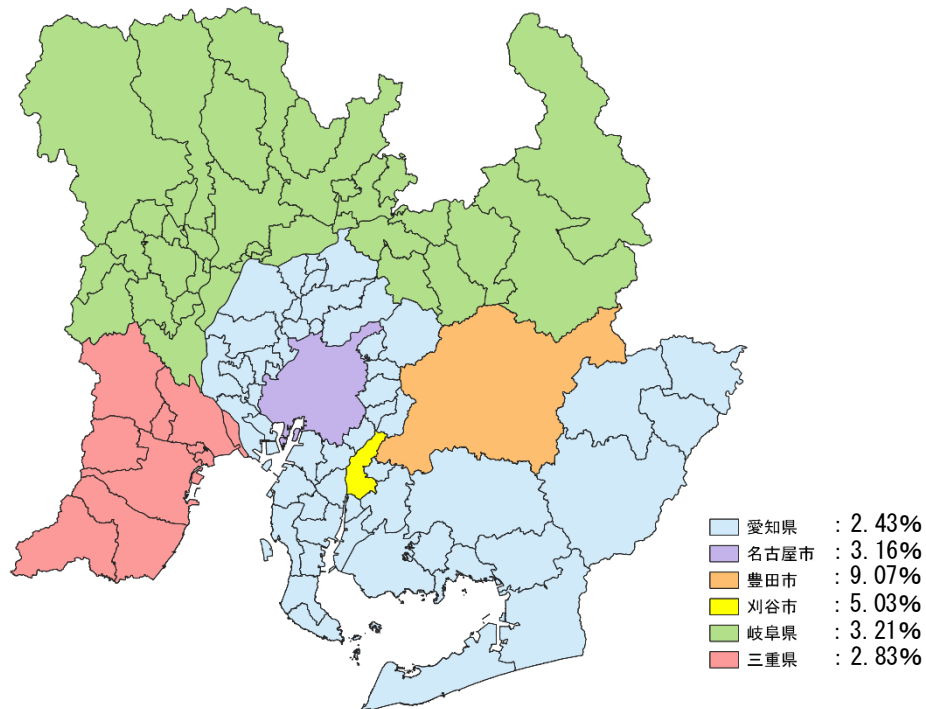 愛知県 : 2.43%
名古屋市 : 3.16%
豊田市 : 9.07%
刈谷市 : 5.03%
岐阜県 : 3.21%
三重県 : 2.83%